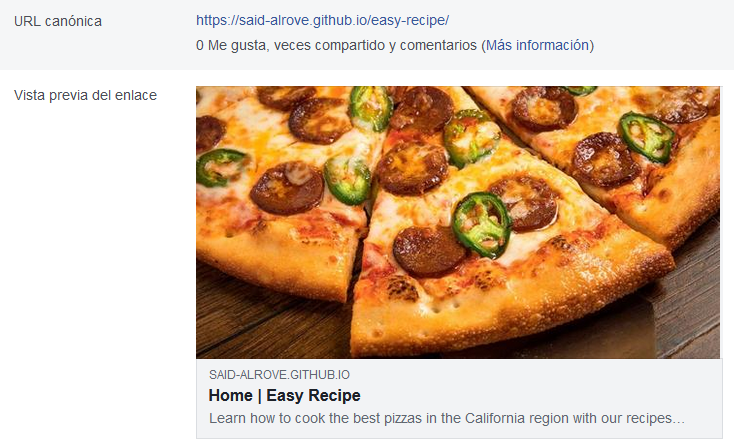 URL canónica
https://said-alrove.github.io/easy-recipe/
0 Me gusta, veces compartido y comentarios (Más información)
Vista previa del enlace
SAID-ALROVE.GITHUB.IO
Home | Easy Recipe
Learn how to cook the best pizzas in the California region with our recipes…